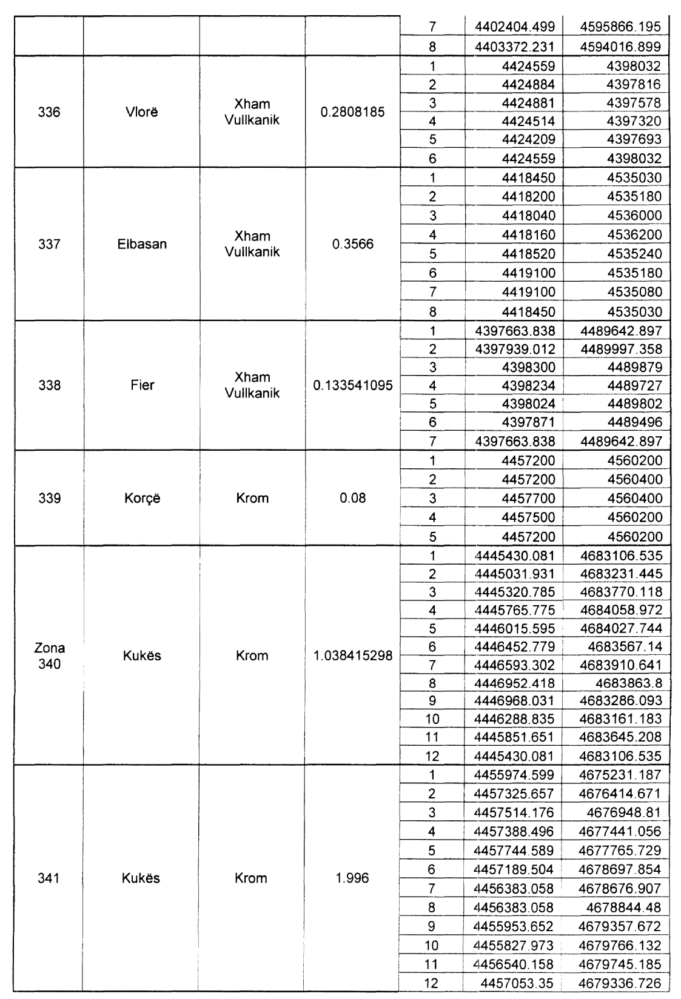 7 4402404.499 4595866.195
8 4403372.231 4594016.899
336 Vlorë Xham Vullkanik 0.2808185
1 4424559 4398032
2 4424884 4397816
3 4424881 4397578
4 4424514 4397320
5 4424209 4397693
6 4424559 4398032
337 Elbasan Xham Vullkanik 0.3566
1 4418450 4535030
2 4418200 4535180
3 4418040 4536000
4 4418160 4536200
5 4418520 4535240
6 4419100 4535180
7 4419100 4535080
8 4418450 4535030
338 Fier Xham Vullkanik 0.133541095
1 4397663.838 4489642.897
2 4397939.012 4489997.358
3 4398300 4489879
4 4398234 4489727
5 4398024 4489802
6 4397871 4489496
7 4397663.838 4489642.897
339 Korçë Krom 0.08
1 4457200 4560200
2 4457200 4560400
3 4457700 4560400
4 4457500 4560200
5 4457200 4560200
Zona 340 Kukës Krom 1.038415298
1 4445430.081 4683106.535
2 4445031.931 4683231.445
3 4445320.785 4683770.118
4 4445765.775 4684058.972
5 4446015.595 4684027.744
6 4446452.779 4683567.14
7 4446593.302 4683910.641
8 4446952.418 4683863.8
9 4446968.031 4683286.093
10 4446288.835 4683161.183
11 4445851.651 4683645.208
12 4445430.081 4683106.535
341 Kukës Krom 1.996
1 4455974.599 4675231.187
2 4457325.657 4676414.671
3 4457514.176 4676948.81
4 4457388.496 4677441.056
5 4457744.589 4677765.729
6 4457189.504 4678697.854
7 4456383.058 4678676.907
8 4456383.058 4678844.48
9 4455953.652 4679357.672
10 4455827.973 4679766.132
11 4456540.158 4679745.185
12 4457053.35 4679336.726